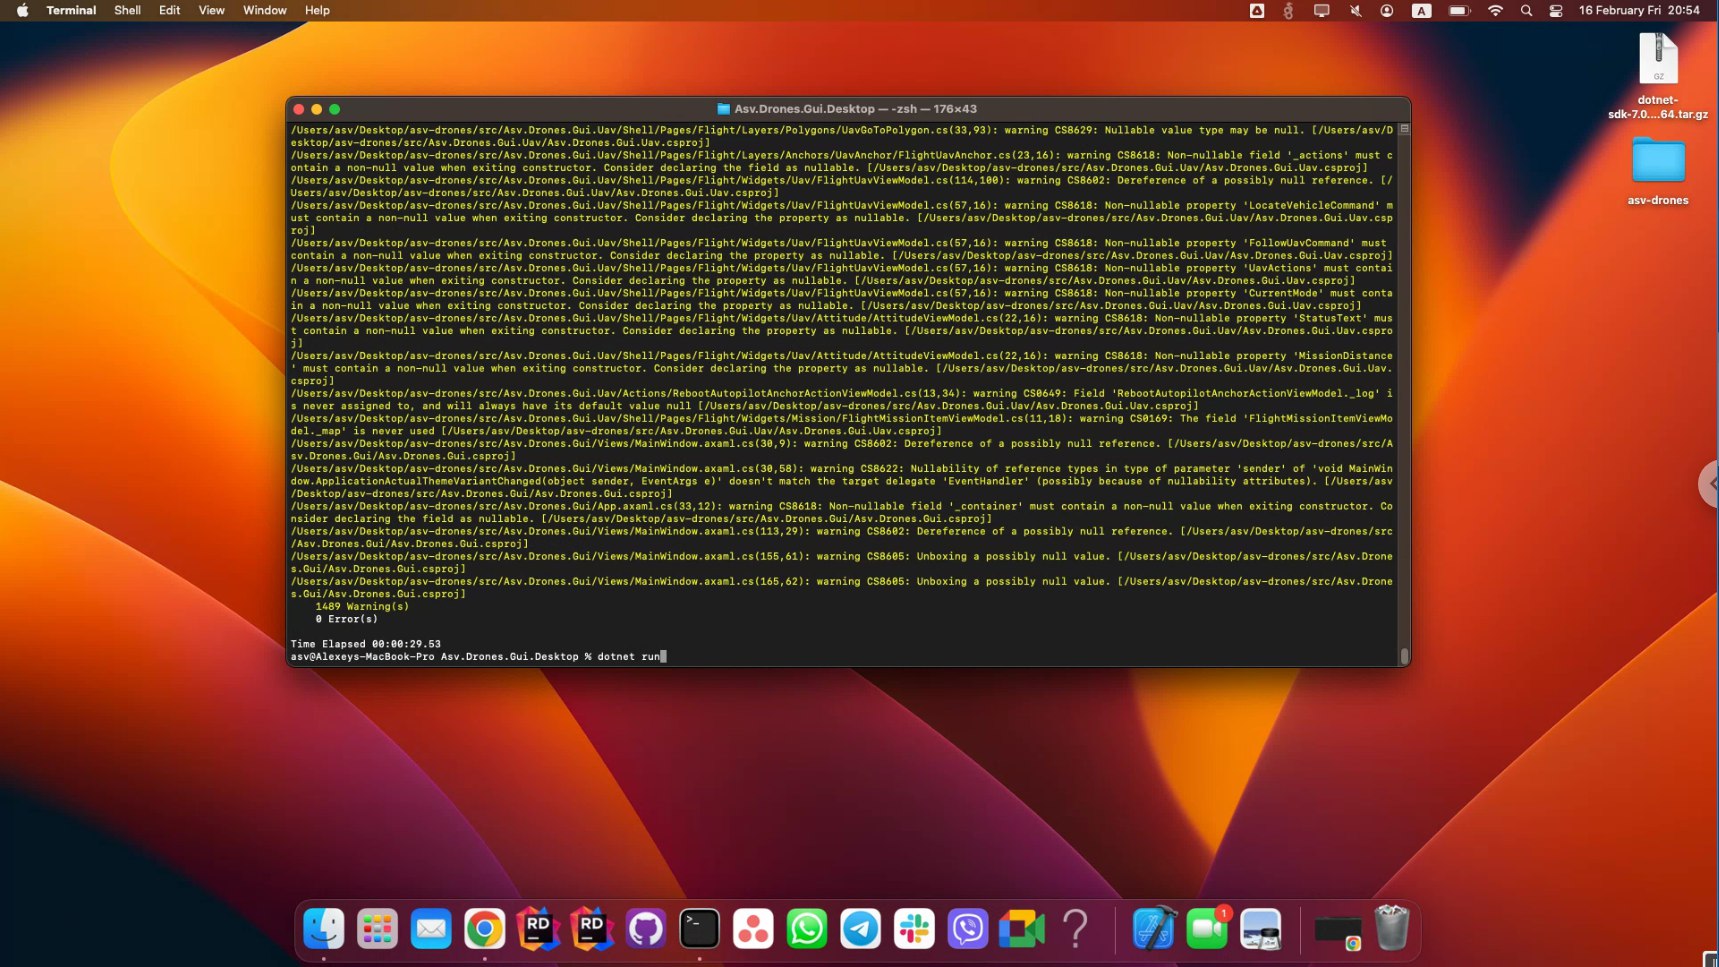 Terminal Shell Edit View Window Help
A
16 February Fri 20:54
GZ
dotnet-
sdk-7.0....64.tar.gz
asv-drones
Asv.Drones.Gui.Desktop — -zsh — 176×43
/Users/asv/Desktop/asv-drones/src/Asv.Drones.Gui.Uav/Shell/Pages/Flight/Layers/Polygons/UavGoToPolygon.cs(33,93): warning CS8629: Nullable value type may be null. [/Users/asv/D
esktop/asv-drones/src/Asv.Drones.Gui.Uav/Asv.Drones.Gui.Uav.csproj]
/Users/asv/Desktop/asv-drones/src/Asv.Drones.Gui.Uav/Shell/Pages/Flight/Layers/Anchors/UavAnchor/FlightUavAnchor.cs(23,16): warning CS8618: Non-nullable field '_actions' must c
ontain a non-null value when exiting constructor. Consider declaring the field as nullable. [/Users/asv/Desktop/asv-drones/src/Asv.Drones.Gui.Uav/Asv.Drones.Gui.Uav.csproj]
/Users/asv/Desktop/asv-drones/src/Asv.Drones.Gui.Uav/Shell/Pages/Flight/Widgets/Uav/FlightUavViewModel.cs(114,100): warning CS8602: Dereference of a possibly null reference. [/
Users/asv/Desktop/asv-drones/src/Asv.Drones.Gui.Uav/Asv.Drones.Gui.Uav.csproj]
/Users/asv/Desktop/asv-drones/src/Asv.Drones.Gui.Uav/Shell/Pages/Flight/Widgets/Uav/FlightUavViewModel.cs(57,16): warning CS8618: Non-nullable property 'LocateVehicleCommand' m
ust contain a non-null value when exiting constructor. Consider declaring the property as nullable. [/Users/asv/Desktop/asv-drones/src/Asv.Drones.Gui.Uav/Asv.Drones.Gui.Uav.csp
roj]
/Users/asv/Desktop/asv-drones/src/Asv.Drones.Gui.Uav/Shell/Pages/Flight/Widgets/Uav/FlightUavViewModel.cs(57,16): warning CS8618: Non-nullable property 'FollowUavCommand' must
contain a non-null value when exiting constructor. Consider declaring the property as nullable. [/Users/asv/Desktop/asv-drones/src/Asv.Drones.Gui.Uav/Asv.Drones.Gui.Uav.csproj]
/Users/asv/Desktop/asv-drones/src/Asv.Drones.Gui.Uav/Shell/Pages/Flight/Widgets/Uav/FlightUavViewModel.cs(57,16): warning CS8618: Non-nullable property 'UavActions' must contai
n a non-null value when exiting constructor. Consider declaring the property as nullable. [/Users/asv/Desktop/asv-drones/src/Asv.Drones.Gui.Uav/Asv.Drones.Gui.Uav.csproj]
/Users/asv/Desktop/asv-drones/src/Asv.Drones.Gui.Uav/Shell/Pages/Flight/Widgets/Uav/FlightUavViewModel.cs(57,16): warning CS8618: Non-nullable property 'CurrentMode' must conta
in a non-null value when exiting constructor. Consider declaring the property as nullable. [/Users/asv/Desktop/asv-drones/src/Asv.Drones.Gui.Uav/Asv.Drones.Gui.Uav.csproj]
/Users/asv/Desktop/asv-drones/src/Asv.Drones.Gui.Uav/Shell/Pages/Flight/Widgets/Uav/Attitude/AttitudeViewModel.cs(22,16): warning CS8618: Non-nullable property 'StatusText' mus
t contain a non-null value when exiting constructor. Consider declaring the property as nullable. [/Users/asv/Desktop/asv-drones/src/Asv.Drones.Gui.Uav/Asv.Drones.Gui.Uav.cspro
j]
/Users/asv/Desktop/asv-drones/src/Asv.Drones.Gui.Uav/Shell/Pages/Flight/Widgets/Uav/Attitude/AttitudeViewModel.cs(22,16): warning CS8618: Non-nullable property 'MissionDistance
' must contain a non-null value when exiting constructor. Consider declaring the property as nullable. [/Users/asv/Desktop/asv-drones/src/Asv.Drones.Gui.Uav/Asv.Drones.Gui.Uav.
csproj]
/Users/asv/Desktop/asv-drones/src/Asv.Drones.Gui.Uav/Actions/RebootAutopilotAnchorActionViewModel.cs(13,34): warning CS0649: Field 'RebootAutopilotAnchorActionViewModel._log' i
s never assigned to, and will always have its default value null [/Users/asv/Desktop/asv-drones/src/Asv.Drones.Gui.Uav/Asv.Drones.Gui.Uav.csproj]
/Users/asv/Desktop/asv-drones/src/Asv.Drones.Gui.Uav/Shell/Pages/Flight/Widgets/Mission/FlightMissionItemViewModel.cs(11,18): warning CS0169: The field 'FlightMissionItemViewMo
del._map' is never used [/Users/asv/Desktop/asv-drones/src/Asv.Drones.Gui.Uav/Asv.Drones.Gui.Uav.csproj]
/Users/asv/Desktop/asv-drones/src/Asv.Drones.Gui/Views/MainWindow.axaml.cs(30,9): warning CS8602: Dereference of a possibly null reference. [/Users/asv/Desktop/asv-drones/src/A
sv.Drones.Gui/Asv.Drones.Gui.csproj]
/Users/asv/Desktop/asv-drones/src/Asv.Drones.Gui/Views/MainWindow.axaml.cs(30,58): warning CS8622: Nullability of reference types in type of parameter 'sender' of 'void MainWin
dow.ApplicationActualThemeVariantChanged(object sender, EventArgs e)' doesn't match the target delegate 'EventHandler' (possibly because of nullability attributes). [/Users/asv
/Desktop/asv-drones/src/Asv.Drones.Gui/Asv.Drones.Gui.csproj]
/Users/asv/Desktop/asv-drones/src/Asv.Drones.Gui/App.axaml.cs(33,12): warning CS8618: Non-nullable field '_container' must contain a non-null value when exiting constructor. Co
nsider declaring the field as nullable. [/Users/asv/Desktop/asv-drones/src/Asv.Drones.Gui/Asv.Drones.Gui.csproj]
/Users/asv/Desktop/asv-drones/src/Asv.Drones.Gui/Views/MainWindow.axaml.cs(113,29): warning CS8602: Dereference of a possibly null reference. [/Users/asv/Desktop/asv-drones/src
/Asv.Drones.Gui/Asv.Drones.Gui.csproj]
/Users/asv/Desktop/asv-drones/src/Asv.Drones.Gui/Views/MainWindow.axaml.cs(155,61): warning CS8605: Unboxing a possibly null value. [/Users/asv/Desktop/asv-drones/src/Asv.Drone
s.Gui/Asv.Drones.Gui.csproj]
/Users/asv/Desktop/asv-drones/src/Asv.Drones.Gui/Views/MainWindow.axaml.cs(165,62): warning CS8605: Unboxing a possibly null value. [/Users/asv/Desktop/asv-drones/src/Asv.Drone
s.Gui/Asv.Drones.Gui.csproj]
1489 Warning(s)
0 Error(s)
Time Elapsed 00:00:29.53
asv@Alexeys-MacBook-Pro Asv.Drones.Gui.Desktop % dotnet run
RD
RD
>_
?
1